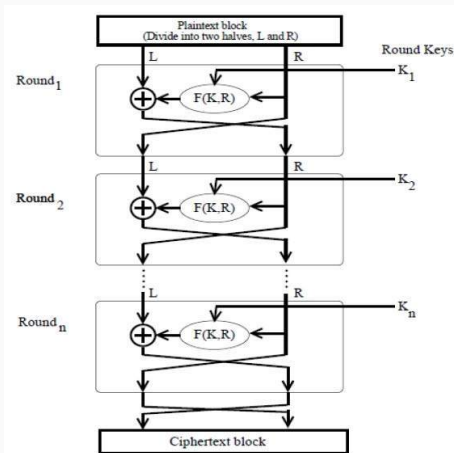 Plaintext block
(Divide into two halves, L and R)
Round Keys
L
R
Round1
K1
F(K,R)
L
R
Round2
K2
F(K,R)
L
R
Roundn
Kn
F(K,R)
Ciphertext block